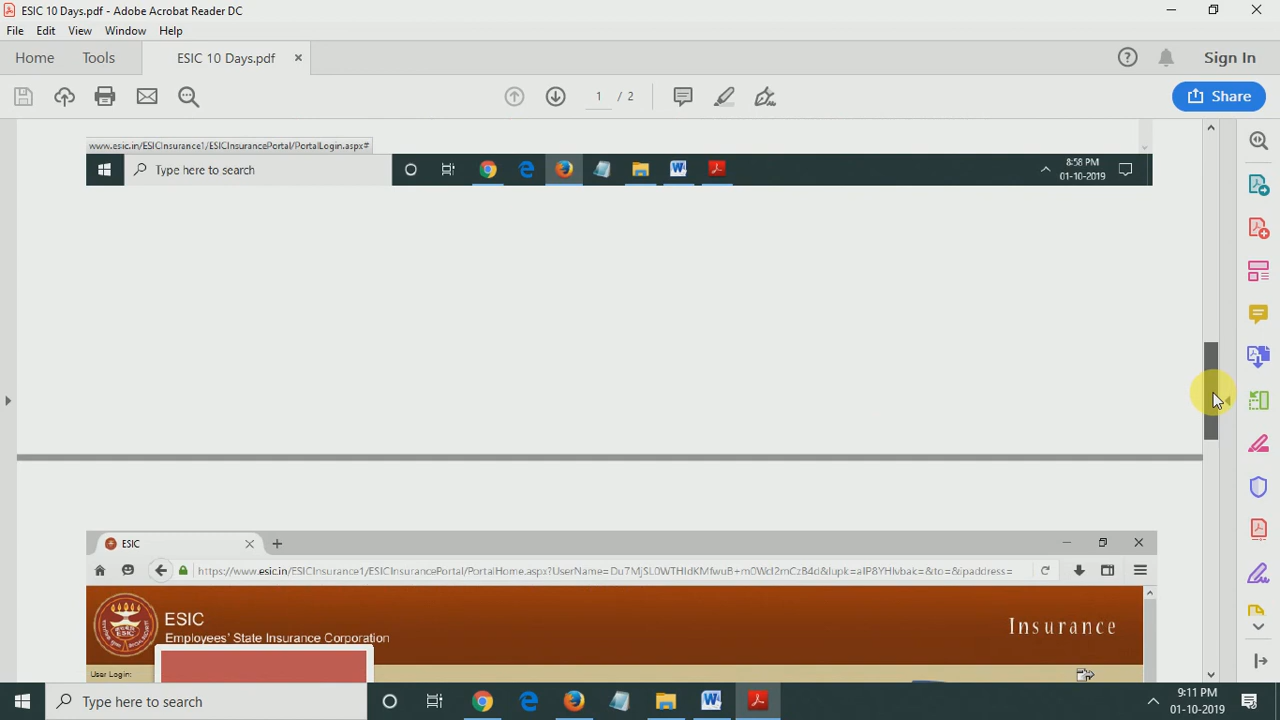 ESIC 10 Days.pdf - Adobe Acrobat Reader DC
File Edit View Window Help
Home Tools ESIC 10 Days.pdf Sign In
1 / 2 Share
www.esic.in/ESICInsurance1/ESICInsurancePortal/PortalLogin.aspx#
Type here to search
8:58 PM
01-10-2019
ESIC
ESIC
Employees' State Insurance Corporation
Insurance
User Login:
Type here to search
9:11 PM
01-10-2019